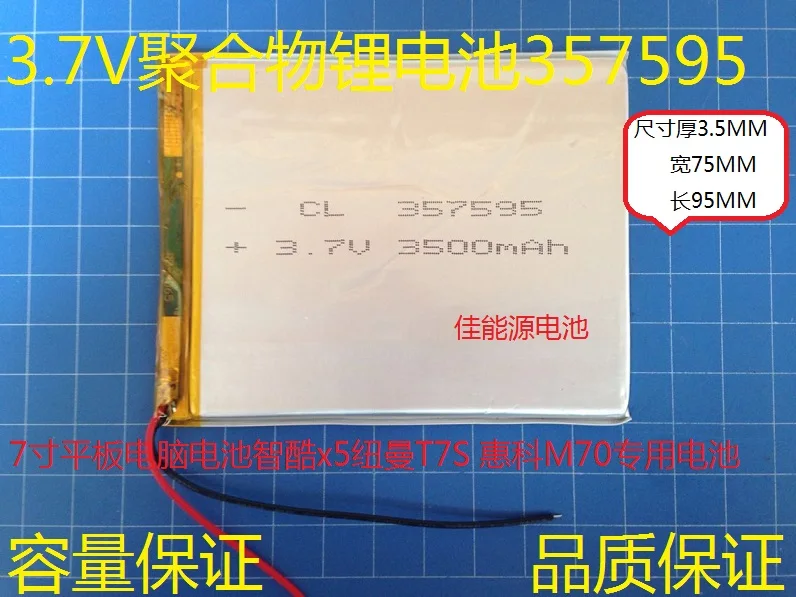 3.7V聚合物锂电池357595
尺寸厚3.5MM
宽75MM
长95MM
- CL 357595
+ 3.7V 3500mAh
佳能源电池
7寸平板电脑电池智酷x5纽曼T7S 惠科M70专用电池
容量保证
品质保证